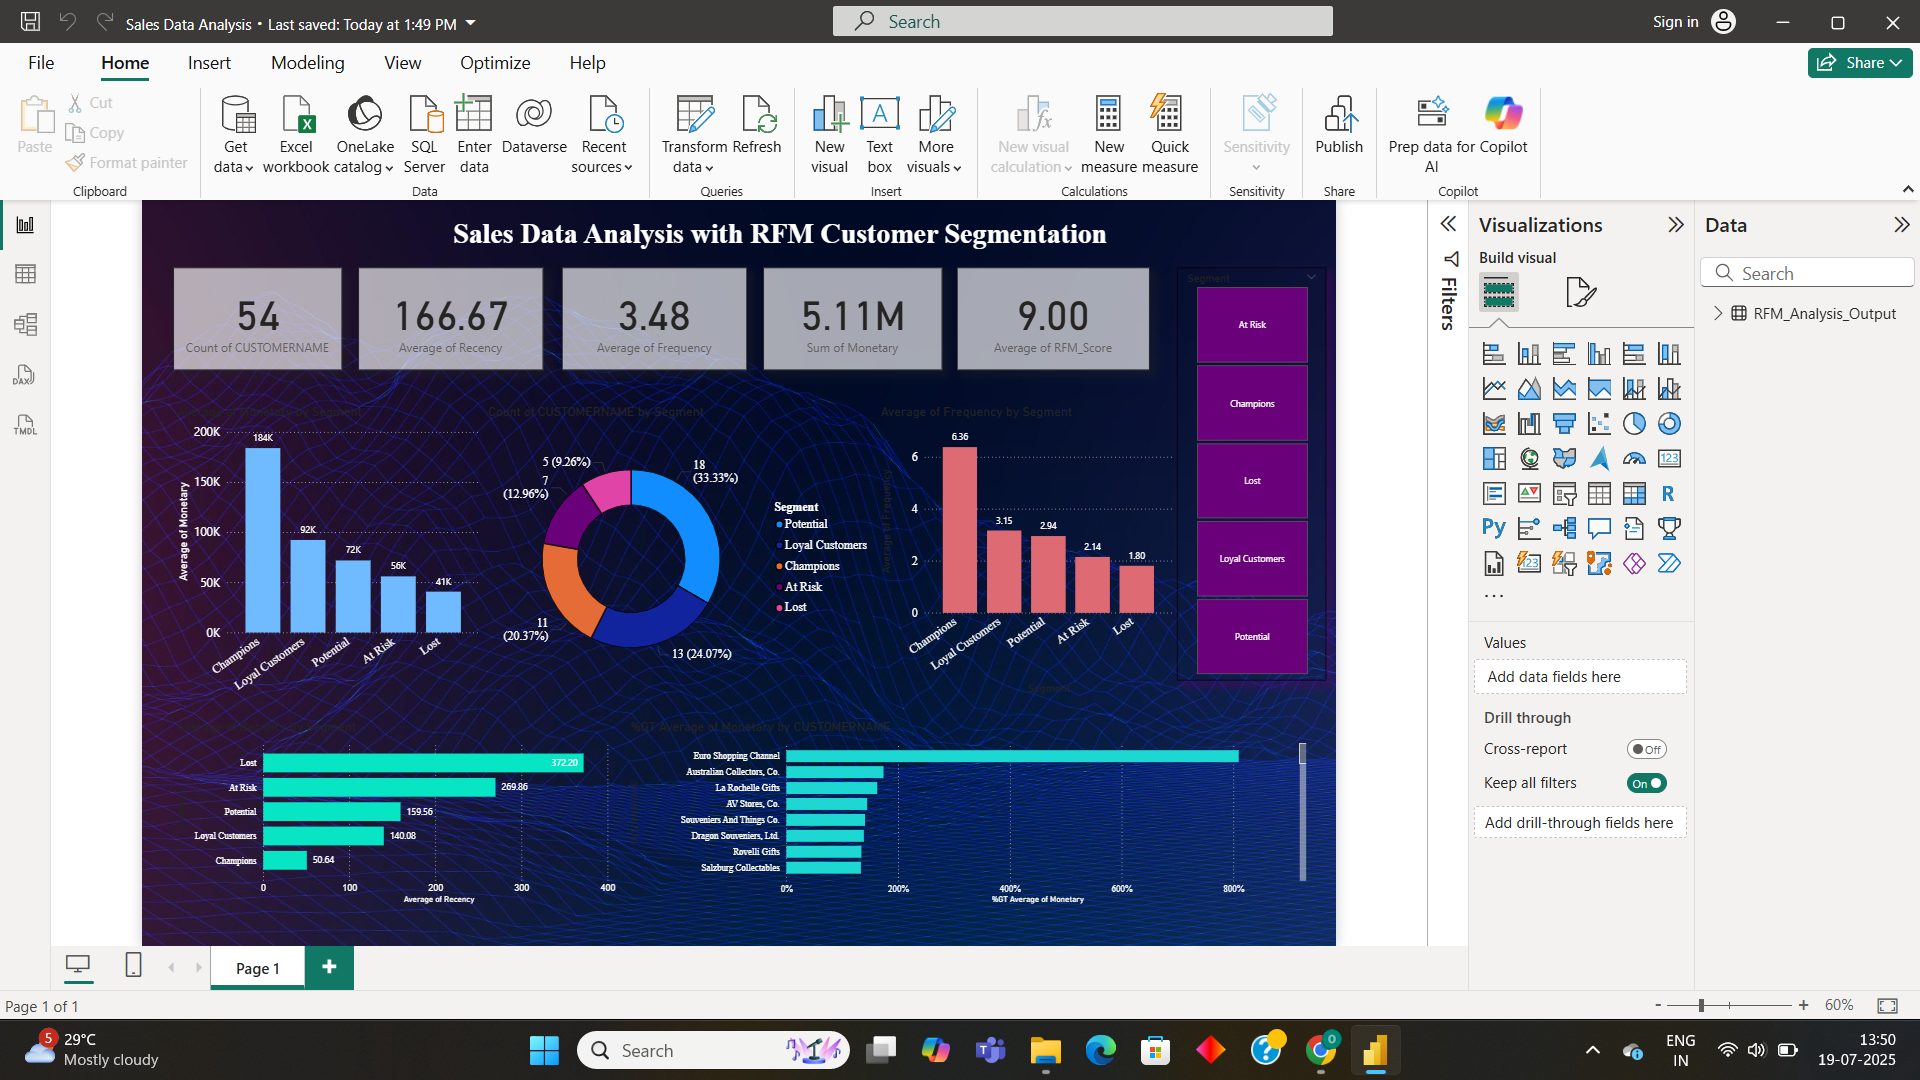 Sales Data Analysis • Last saved: Today at 1:49 PM
Search
Sign in
File
Home
Insert
Modeling
View
Optimize
Help
Share
Paste
Cut
Copy
Format painter
Clipboard
Get data
Excel workbook
OneLake catalog
SQL Server
Enter data
Dataverse
Recent sources
Data
Transform data
Refresh
Queries
New visual
Text box
More visuals
Insert
New visual calculation
New measure
Quick measure
Calculations
Sensitivity
Sensitivity
Publish
Share
Prep data for AI
Copilot
Copilot
DAX
TMDL
Sales Data Analysis with RFM Customer Segmentation
54
Count of CUSTOMERNAME
166.67
Average of Recency
3.48
Average of Frequency
5.11M
Sum of Monetary
9.00
Average of RFM_Score
Segment
At Risk
Champions
Lost
Loyal Customers
Potential
Average of Monetary by Segment
200K
150K
100K
50K
0K
Average of Monetary
184K
92K
72K
56K
41K
Champions
Loyal Customers
Potential
At Risk
Lost
Count of CUSTOMERNAME by Segment
5 (9.26%)
7
(12.96%)
11
(20.37%)
18
(33.33%)
13 (24.07%)
Segment
Potential
Loyal Customers
Champions
At Risk
Lost
Average of Frequency by Segment
Average of Frequency
6
4
2
0
6.36
3.15
2.94
2.14
1.80
Champions
Loyal Customers
Potential
At Risk
Lost
Segment
Lost
At Risk
Potential
Loyal Customers
Champions
372.20
269.86
159.56
140.08
50.64
0
100
200
300
400
Average of Recency
%GT Average of Monetary by CUSTOMERNAME
Euro Shopping Channel
Australian Collectors, Co.
La Rochelle Gifts
AV Stores, Co.
Souveniers And Things Co.
Dragon Souveniers, Ltd.
Rovelli Gifts
Salzburg Collectables
0%
200%
400%
600%
800%
%GT Average of Monetary
Filters
Visualizations
Build visual
123
R
Py
123
...
Values
Add data fields here
Drill through
Cross-report
Off
Keep all filters
On
Add drill-through fields here
Data
Search
RFM_Analysis_Output
Page 1
+
Page 1 of 1
-
+
60%
5
29°C
Mostly cloudy
Search
0
ENG
IN
13:50
19-07-2025